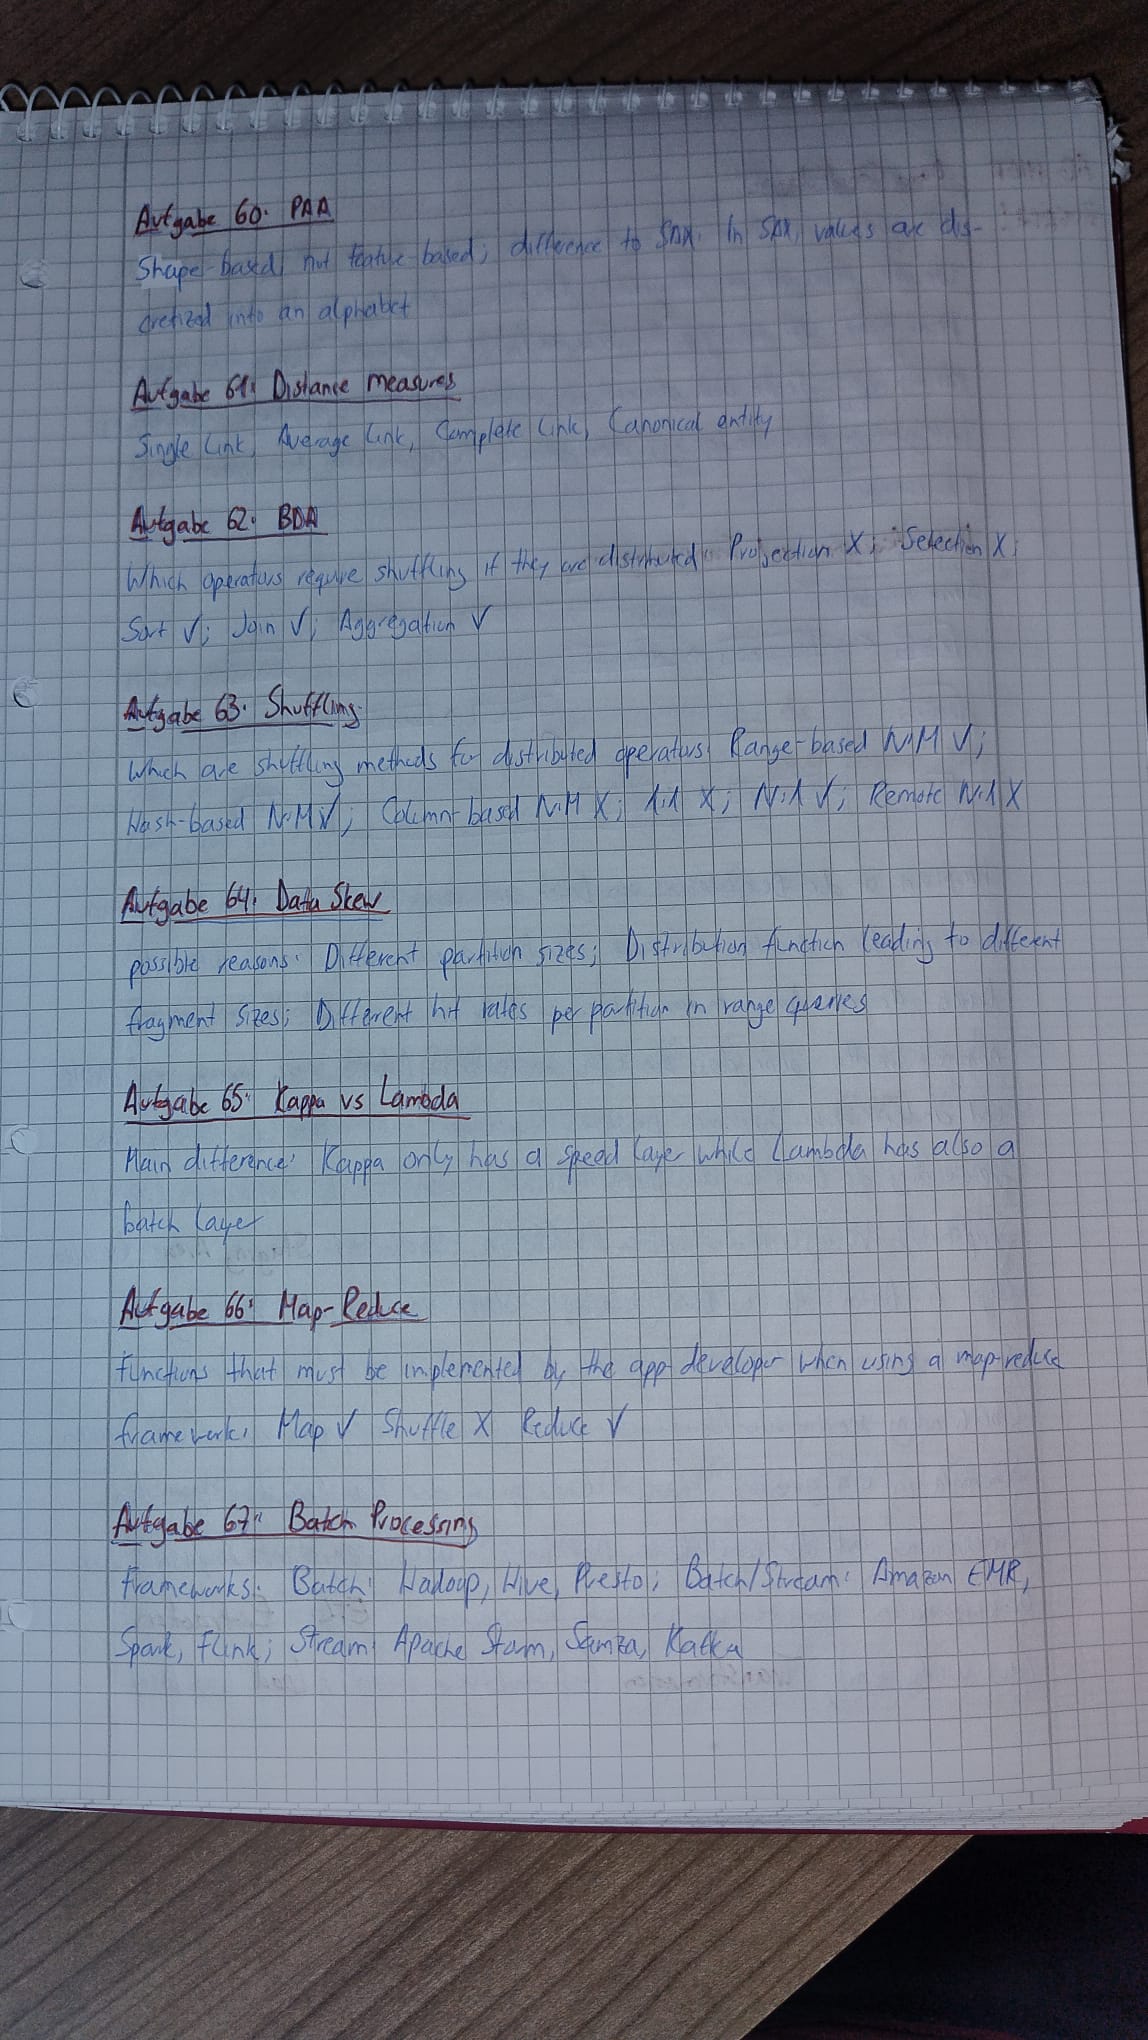 Aufgabe 60: PAA
Shape-based, not feature-based; difference to SAX: In SAX, values are dis-
cretized into an alphabet
Aufgabe 61: Distance measures
Single Link, Average Link, Complete Link, Canonical entity
Aufgabe 62: BDA
Which operators require shuffling if they are distributed: Projection X; Selection X;
Sort V; Join V; Aggregation V
Aufgabe 63: Shuffling
Which are shuffling methods for distributed operators: Range-based N:M V;
Hash-based N:M V; Column-based N:M X; 1:1 X; N:1 V; Remote N:1 X
Aufgabe 64: Data Skew
possible reasons: Different partition sizes; Distribution function leading to different
fragment sizes; Different hit rates per partition in range queries
Aufgabe 65: Kappa vs Lambda
Main difference: Kappa only has a speed layer while Lambda has also a
batch layer
Aufgabe 66: Map-Reduce
Functions that must be implemented by the app developer when using a map-reduce
framework: Map V Shuffle X Reduce V
Aufgabe 67: Batch Processing
Frameworks: Batch: Hadoop, Hive, Presto; Batch/Stream: Amazon EMR,
Spark, Flink; Stream: Apache Storm, Samza, Kafka